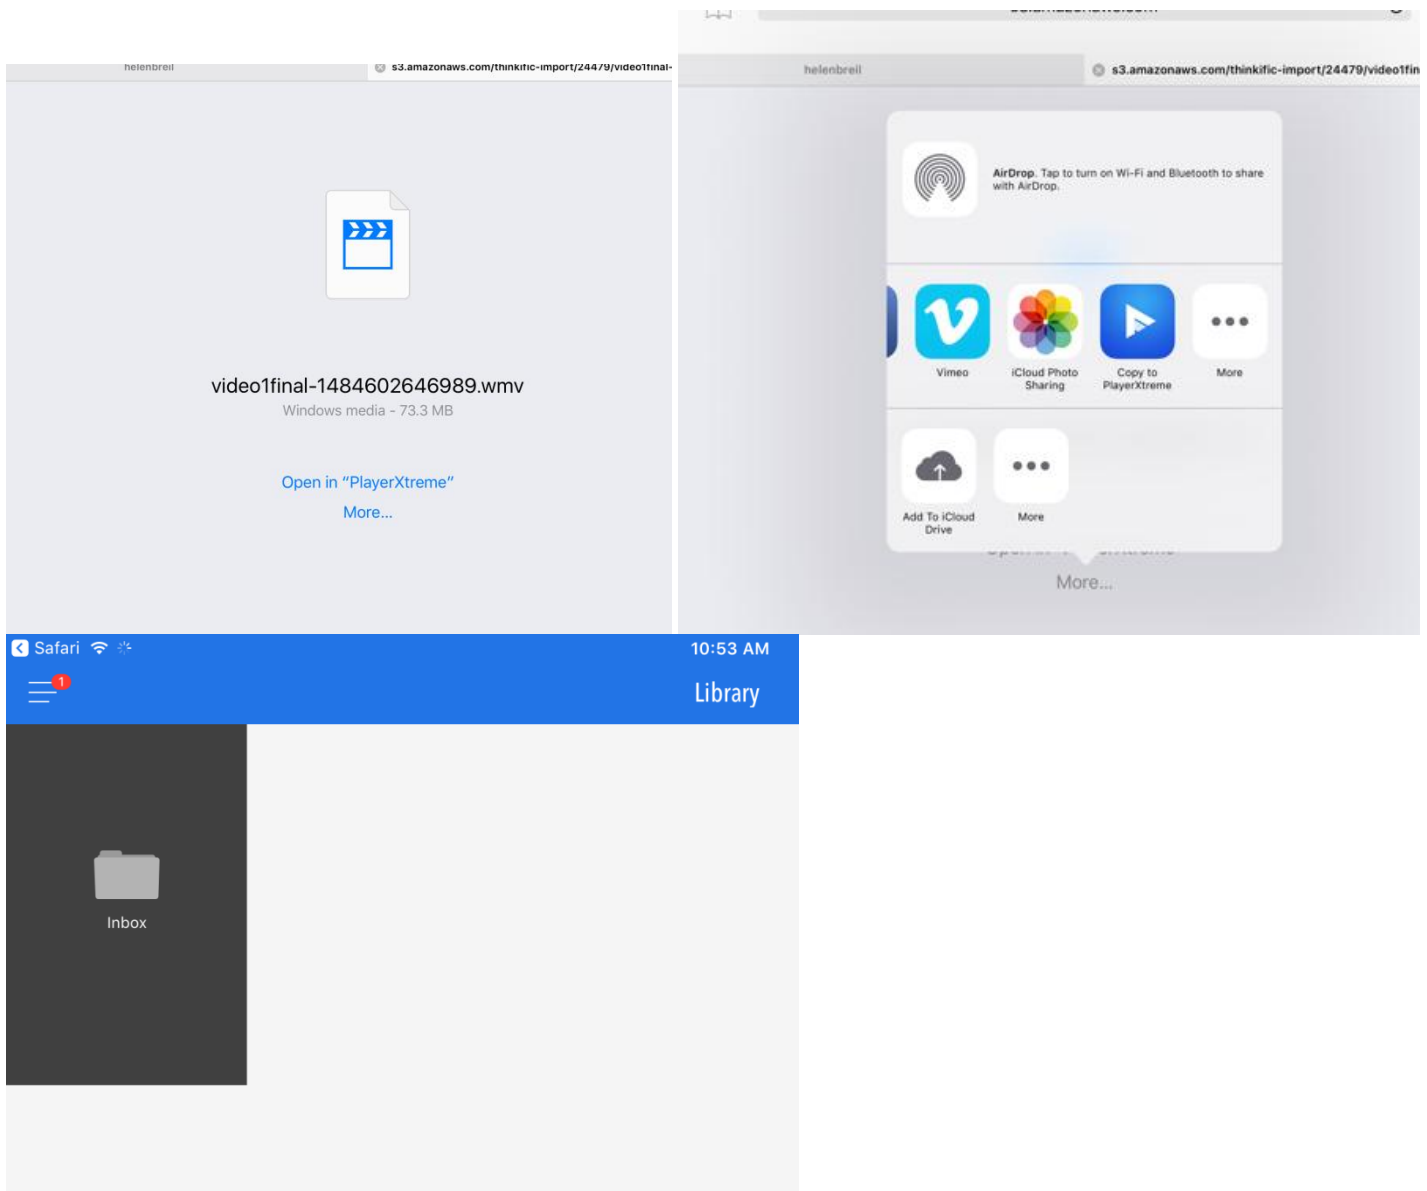 helenbreil
s3.amazonaws.com/thinkific-import/24479/video1final-
video1final-1484602646989.wmv
Windows media - 73.3 MB
Open in “PlayerXtreme”
More...
helenbreil
s3.amazonaws.com/thinkific-import/24479/video1fin
AirDrop. Tap to turn on Wi-Fi and Bluetooth to share
with AirDrop.
Vimeo
iCloud Photo
Sharing
Copy to
PlayerXtreme
More
Add To iCloud
Drive
More
More...
Safari
10:53 AM
1
Library
Inbox